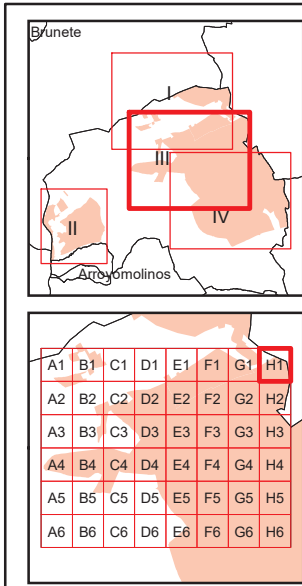 Brunete
I
III
IV
II
Arroyomolinos
A1 B1 C1 D1 E1 F1 G1 H1
A2 B2 C2 D2 E2 F2 G2 H2
A3 B3 C3 D3 E3 F3 G3 H3
A4 B4 C4 D4 E4 F4 G4 H4
A5 B5 C5 D5 E5 F5 G5 H5
A6 B6 C6 D6 E6 F6 G6 H6